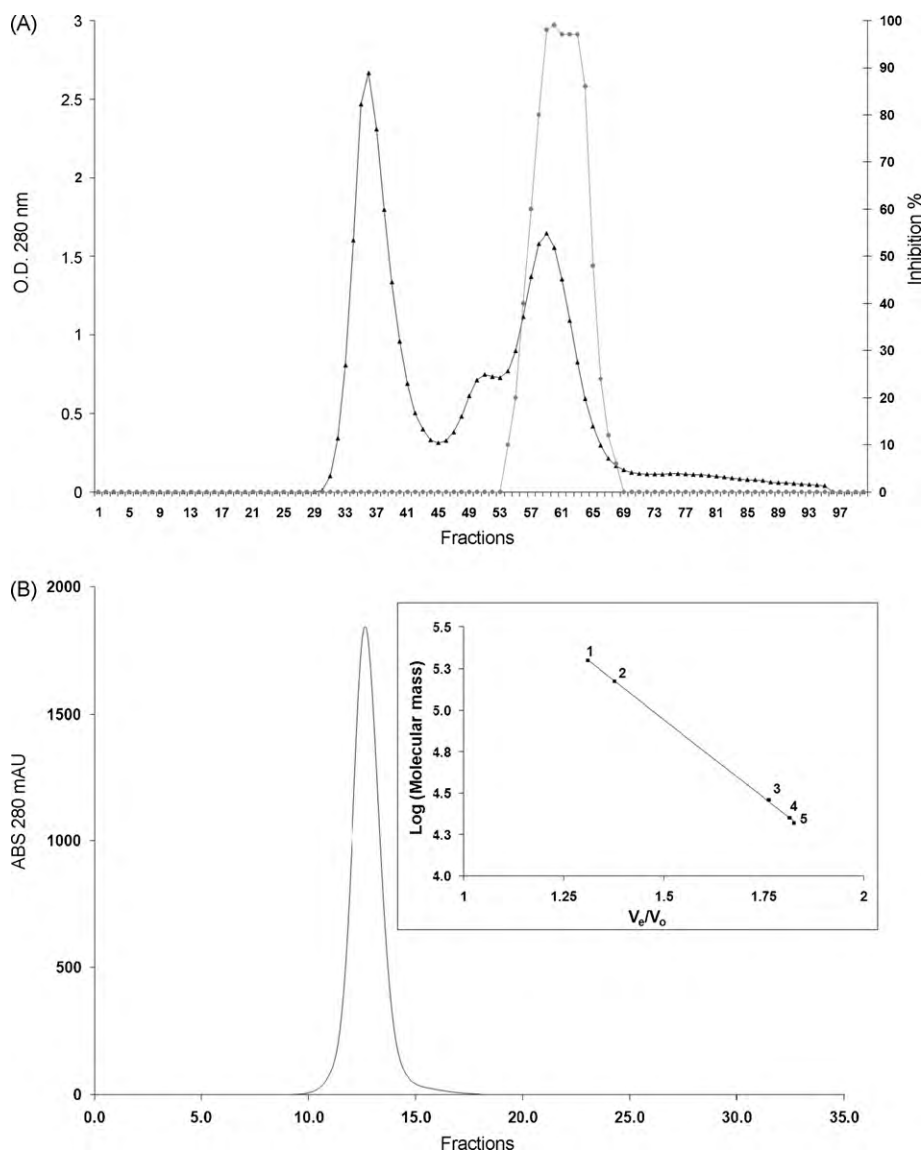 (A)
3
2.5
2
1.5
1
0.5
0
O.D. 280 nm
100
90
80
70
60
50
40
30
20
10
0
Inhibition %
1 5 9 13 17 21 25 29 33 37 41 45 49 53 57 61 65 69 73 77 81 85 89 93 97
Fractions
(B)
2000
1500
1000
500
0
ABS 280 mAU
0.0 5.0 10.0 15.0 20.0 25.0 30.0 35.0
Fractions
5.5
5.3
5.0
4.8
4.5
4.3
4.0
Log (Molecular mass)
1
2
3
4
5
1 1.25 1.5 1.75 2
Ve/Vo